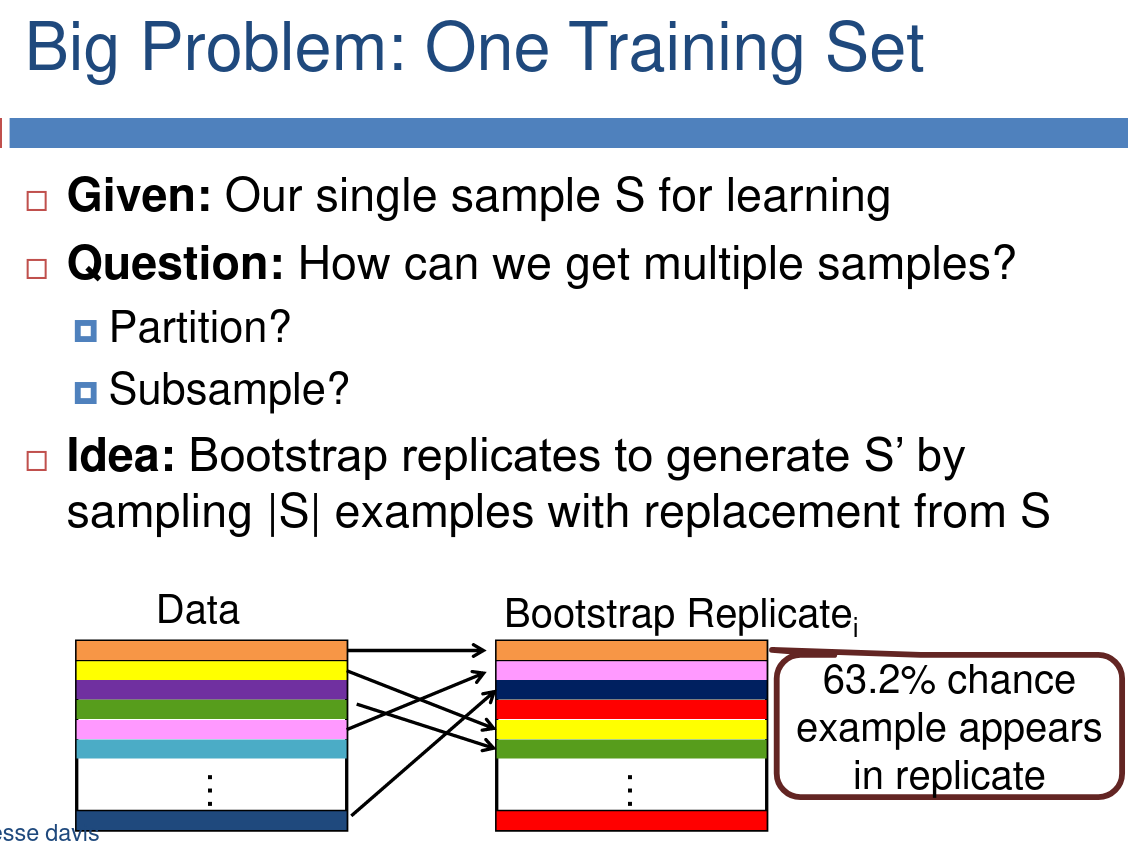 Big Problem: One Training Set
Given: Our single sample S for learning
Question: How can we get multiple samples?
Partition?
Subsample?
Idea: Bootstrap replicates to generate S’ by
sampling |S| examples with replacement from S
Data
Bootstrap Replicatei
63.2% chance
example appears
in replicate
⋮
⋮
esse davis